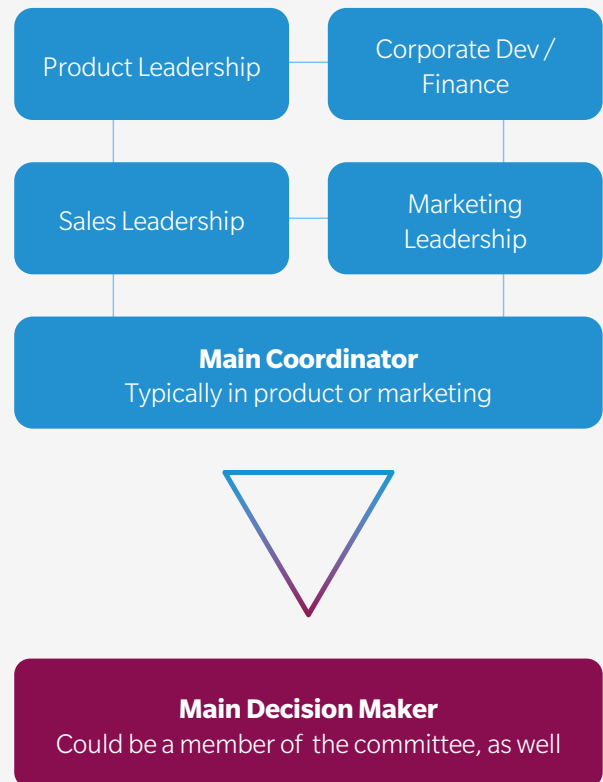 Product Leadership
Corporate Dev /
Finance
Sales Leadership
Marketing
Leadership
Main Coordinator
Typically in product or marketing
Main Decision Maker
Could be a member of the committee, as well